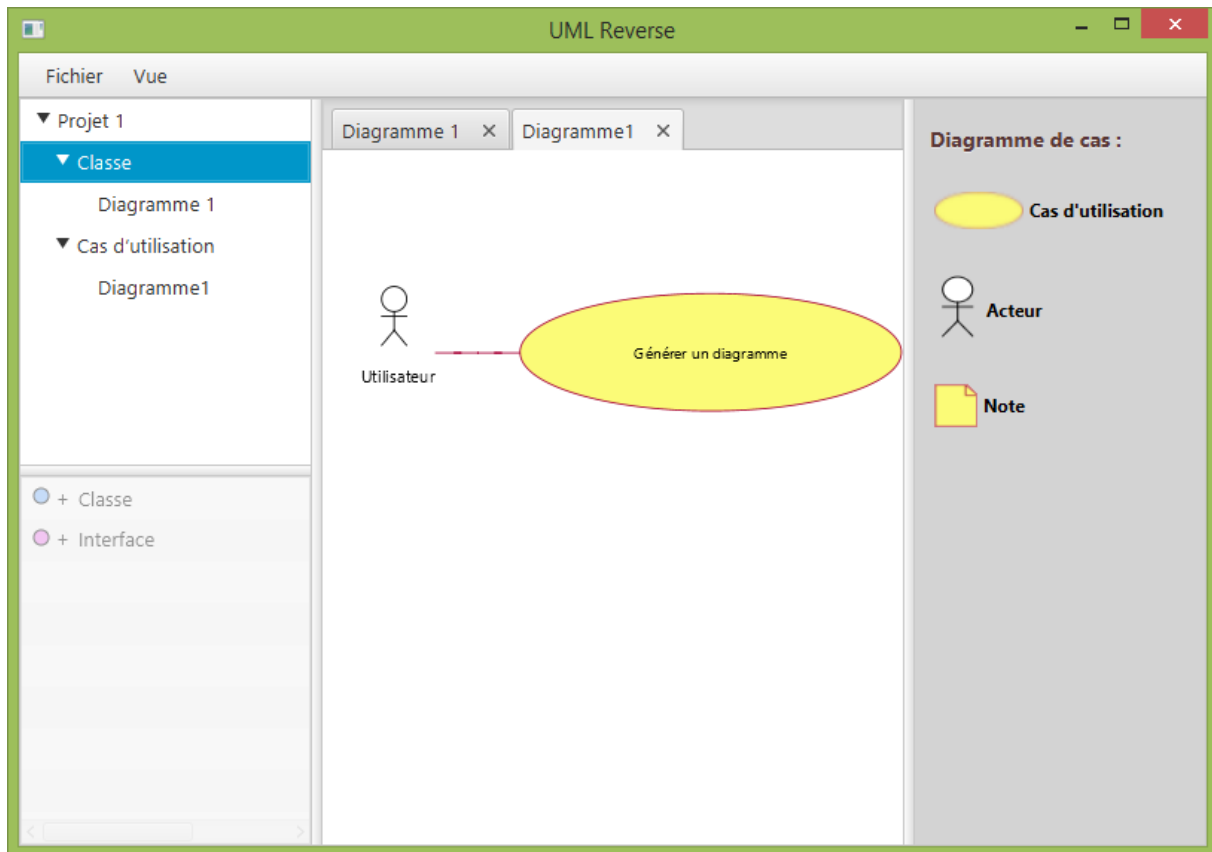 UML Reverse
Fichier Vue
Projet 1
Classe
Diagramme 1
Cas d’utilisation
Diagramme1
+ Classe
+ Interface
Diagramme 1
Diagramme1
Utilisateur
Générer un diagramme
Diagramme de cas :
Cas d'utilisation
Acteur
Note